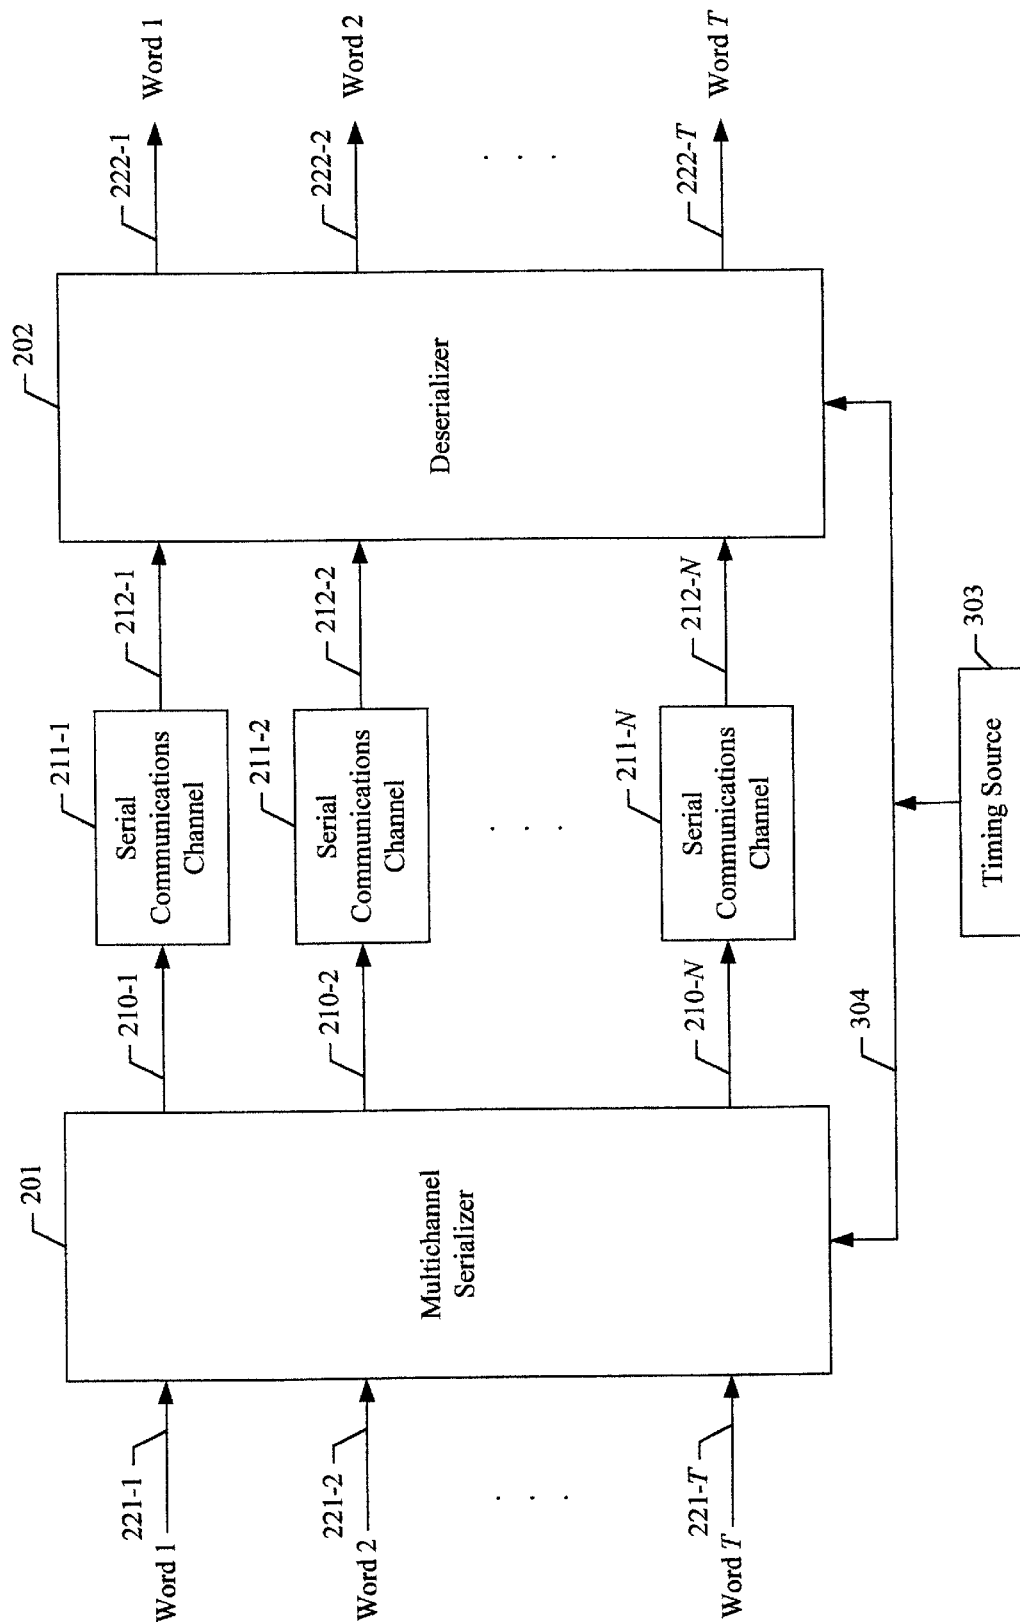 201
202
Word 1
221-1
210-1
211-1
Serial
Communications
Channel
212-1
222-1
Word 1
Word 2
221-2
210-2
211-2
Serial
Communications
Channel
212-2
222-2
Word 2
Multichannel
Serializer
Deserializer
. . .
. . .
. . .
Word T
221-T
210-N
211-N
Serial
Communications
Channel
212-N
222-T
Word T
304
303
Timing Source